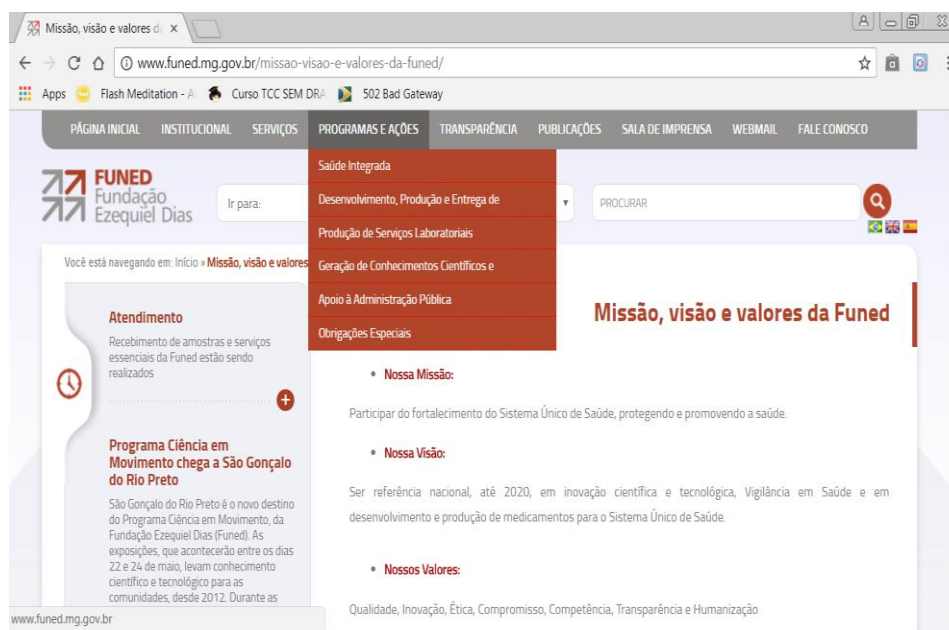 Missão, visão e valores d
www.funed.mg.gov.br/missao-visao-e-valores-da-funed/
Apps
Flash Meditation - A
Curso TCC SEM DRA
502 Bad Gateway
PÁGINA INICIAL
INSTITUCIONAL
SERVIÇOS
PROGRAMAS E AÇÕES
TRANSPARÊNCIA
PUBLICAÇÕES
SALA DE IMPRENSA
WEBMAIL
FALE CONOSCO
Saúde Integrada
Desenvolvimento, Produção e Entrega de
Produção de Serviços Laboratoriais
Geração de Conhecimentos Científicos e
Apoio à Administração Pública
Obrigações Especiais
FUNED
Fundação
Ezequiel Dias
Ir para:
PROCURAR
Você está navegando em: Início » Missão, visão e valores
Atendimento
Recebimento de amostras e serviços
essenciais da Funed estão sendo
realizados
Programa Ciência em
Movimento chega a São Gonçalo
do Rio Preto
São Gonçalo do Rio Preto é o novo destino
do Programa Ciência em Movimento, da
Fundação Ezequiel Dias (Funed). As
exposições, que acontecerão entre os dias
22 e 24 de maio, levam conhecimento
científico e tecnológico para as
comunidades, desde 2012. Durante as
Missão, visão e valores da Funed
• Nossa Missão:
Participar do fortalecimento do Sistema Único de Saúde, protegendo e promovendo a saúde.
• Nossa Visão:
Ser referência nacional, até 2020, em inovação científica e tecnológica, Vigilância em Saúde e em
desenvolvimento e produção de medicamentos para o Sistema Único de Saúde.
• Nossos Valores:
Qualidade, Inovação, Ética, Compromisso, Competência, Transparência e Humanização
www.funed.mg.gov.br